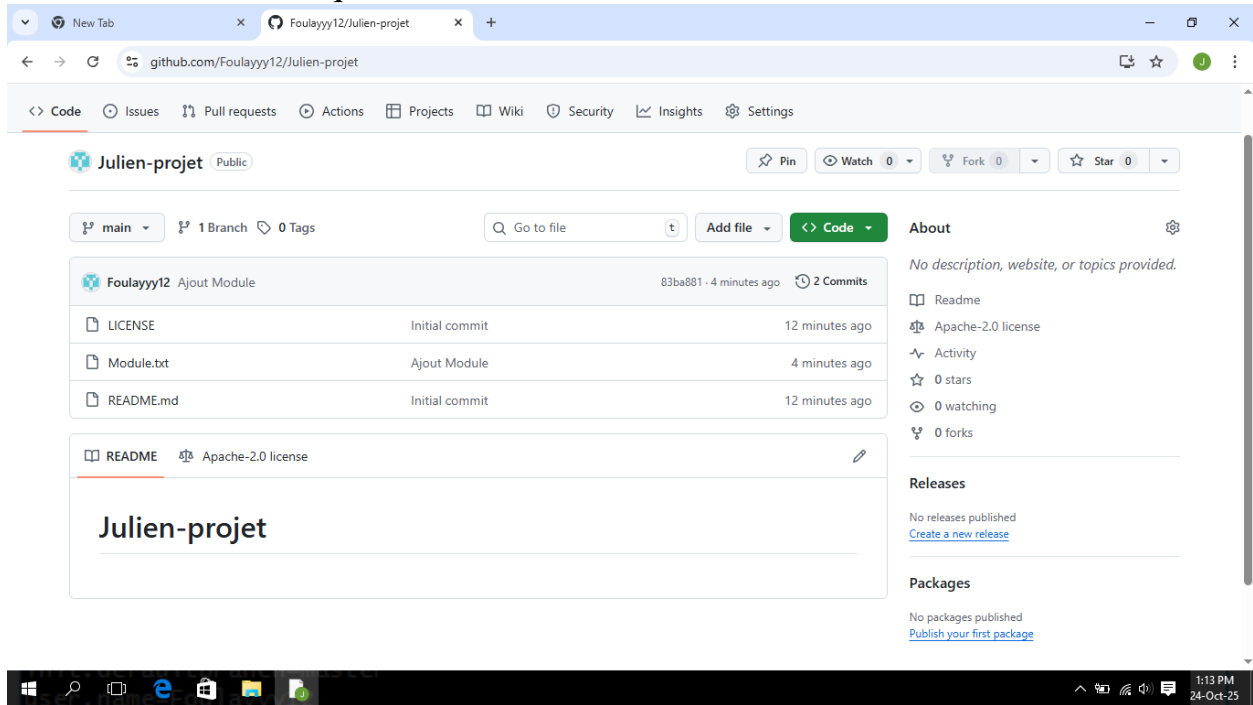 New Tab
Foulayyy12/Julien-projet
github.com/Foulayyy12/Julien-projet
J
<> Code Issues Pull requests Actions Projects Wiki Security Insights Settings
Julien-projet Public
Pin Watch 0 Fork 0 Star 0
main 1 Branch 0 Tags
Go to file t Add file <> Code
Foulayyy12 Ajout Module 83ba881 · 4 minutes ago 2 Commits
LICENSE Initial commit 12 minutes ago
Module.txt Ajout Module 4 minutes ago
README.md Initial commit 12 minutes ago
README Apache-2.0 license
Julien-projet
About
No description, website, or topics provided.
Readme
Apache-2.0 license
Activity
0 stars
0 watching
0 forks
Releases
No releases published
Create a new release
Packages
No packages published
Publish your first package
1:13 PM
24-Oct-25